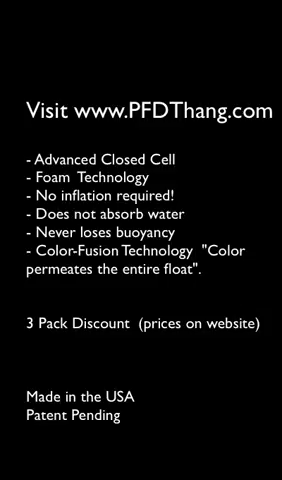 Visit www.PFDThang.com
- Advanced Closed Cell
- Foam Technology
- No inflation required!
- Does not absorb water
- Never loses buoyancy
- Color-Fusion Technology "Color
permeates the entire float".
3 Pack Discount (prices on website)
Made in the USA
Patent Pending